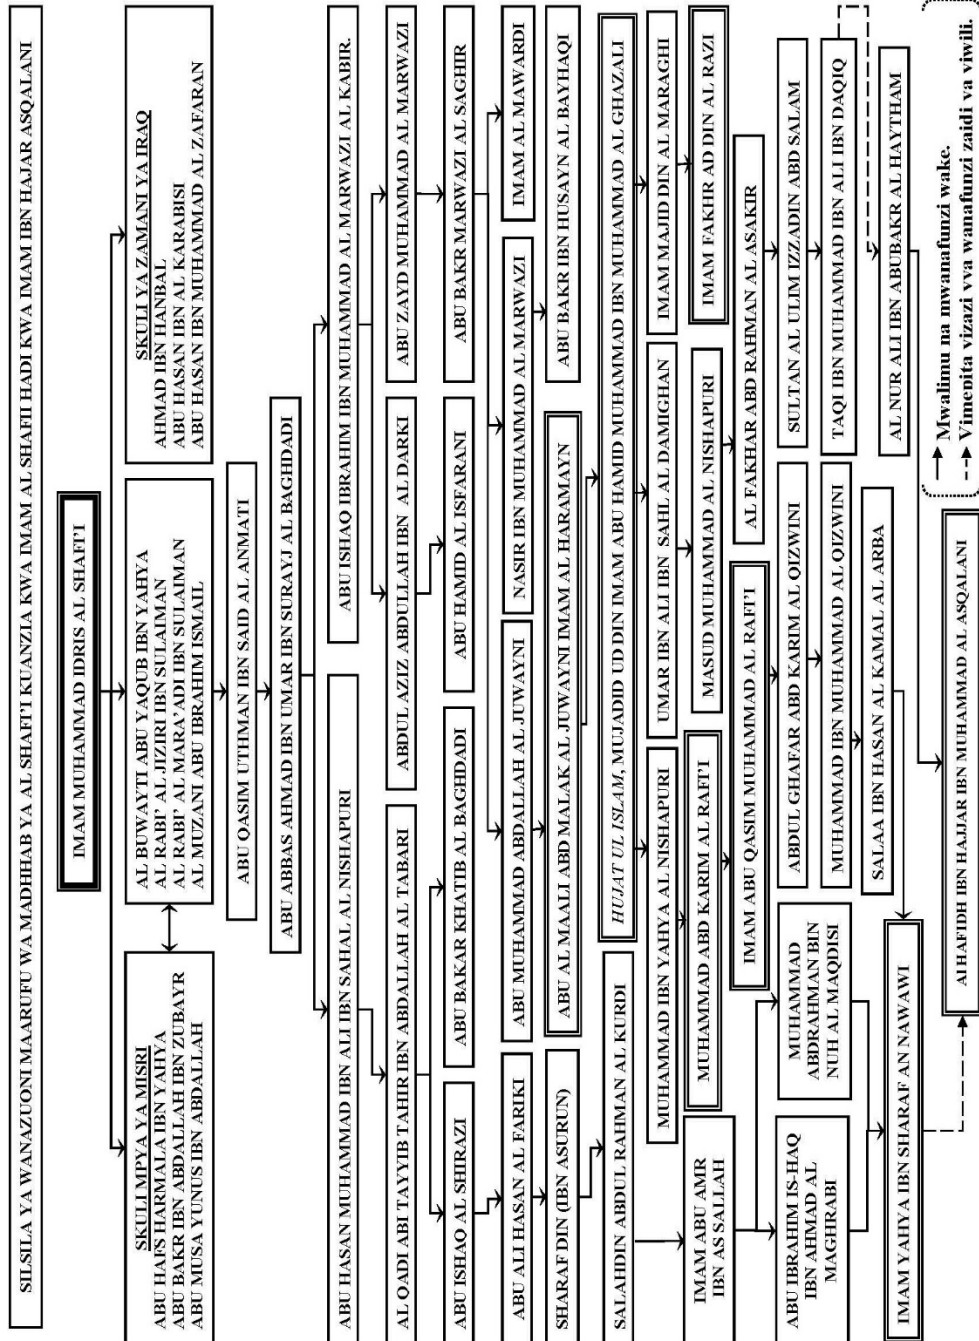 SILSILA YA WANAZUONI MAARUFU WA MADHHAB YA AL SHAFI'I KUANZIA KWA IMAM AL SHAFII HADI KWA IMAM IBN HAJAR ASQALANI
IMAM MUHAMMAD IDRIS AL SHAFI'I
SKULI MPYA YA MISRI
ABU HAFS HARMALA IBN YAHYA
ABU BAKR IBN ABDALLAH IBN ZUBAYR
ABU MUSA YUNUS IBN ABDALLAH
AL BUWAYTI ABU YAQUB IBN YAHYA
AL RABI' AL JIZIRI IBN SULAIMAN
AL RABI' AL MARA'ADI IBN SULAIMAN
AL MUZANI ABU IBRAHIM ISMAIL
SKULI YA ZAMANI YA IRAQ
AHMAD IBN HANBAL
ABU HASAN IBN AL KARABISI
ABU HASAN IBN MUHAMMAD AL ZAFARAN
ABU QASIM UTHMAN IBN SAID AL ANMATI
ABU ABBAS AHMAD IBN UMAR IBN SURAYJ AL BAGHDADI
ABU HASAN MUHAMMAD IBN ALI IBN SAHAL AL NISHAPURI
ABU ISHAQ IBRAHIM IBN MUHAMMAD AL MARWAZI AL KABIR.
AL QADI ABI TAYYIB TAHIR IBN ABDALLAH AL TABARI
ABDUL AZIZ ABDULLAH IBN AL DARKI
ABU ZAYD MUHAMMAD AL MARWAZI
ABU ISHAQ AL SHIRAZI
ABU BAKAR KHATIB AL BAGHDADI
ABU HAMID AL ISFARANI
ABU BAKR MARWAZI AL SAGHIR
ABU ALI HASAN AL FARIKI
ABU MUHAMMAD ABDALLAH AL JUWAYNI
NASIR IBN MUHAMMAD AL MARWAZI
IMAM AL MAWARDI
SHARAF DIN (IBN ASURUN)
ABU AL MAALI ABD MALAK AL JUWAYNI IMAM AL HARAMAYN
ABU BAKR IBN HUSAYN AL BAYHAQI
SALAHDIN ABDUL RAHMAN AL KURDI
HUJAT UL ISLAM, MUJADID UD DIN IMAM ABU HAMID MUHAMMAD IBN MUHAMMAD AL GHAZALI
MUHAMMAD IBN YAHYA AL NISHAPURI
UMAR IBN ALI IBN SAHL AL DAMIGHAN
IMAM MAJID DIN AL MARAGHI
IMAM ABU AMR
IBN AS SALLAH
MUHAMMAD ABD KARIM AL RAFI'I
MASUD MUHAMMAD AL NISHAPURI
IMAM FAKHR AD DIN AL RAZI
IMAM ABU QASIM MUHAMMAD AL RAFI'I
AL FAKHAR ABD RAHMAN AL ASAKIR
ABU IBRAHIM IS-HAQ
IBN AHMAD AL
MAGHRABI
MUHAMMAD
ABDRAHMAN BIN
NUH AL MAQDISI
ABDUL GHAFAR ABD KARIM AL QIZWINI
SULTAN AL ULIM IZZADIN ABD SALAM
MUHAMMAD IBN MUHAMMAD AL QIZWINI
TAQI IBN MUHAMMAD IBN ALI IBN DAQIQ
SALAA IBN HASAN AL KAMAL AL ARBA
AL NUR ALI IBN ABUBAKR AL HAYTHAM
IMAM YAHYA IBN SHARAF AN NAWAWI
Al HAFIDH IBN HAJJAR IBN MUHAMMAD AL ASQALANI
Mwalimu na mwanafunzi wake.
Vimepita vizazi vya wanafunzi zaidi ya viwili.